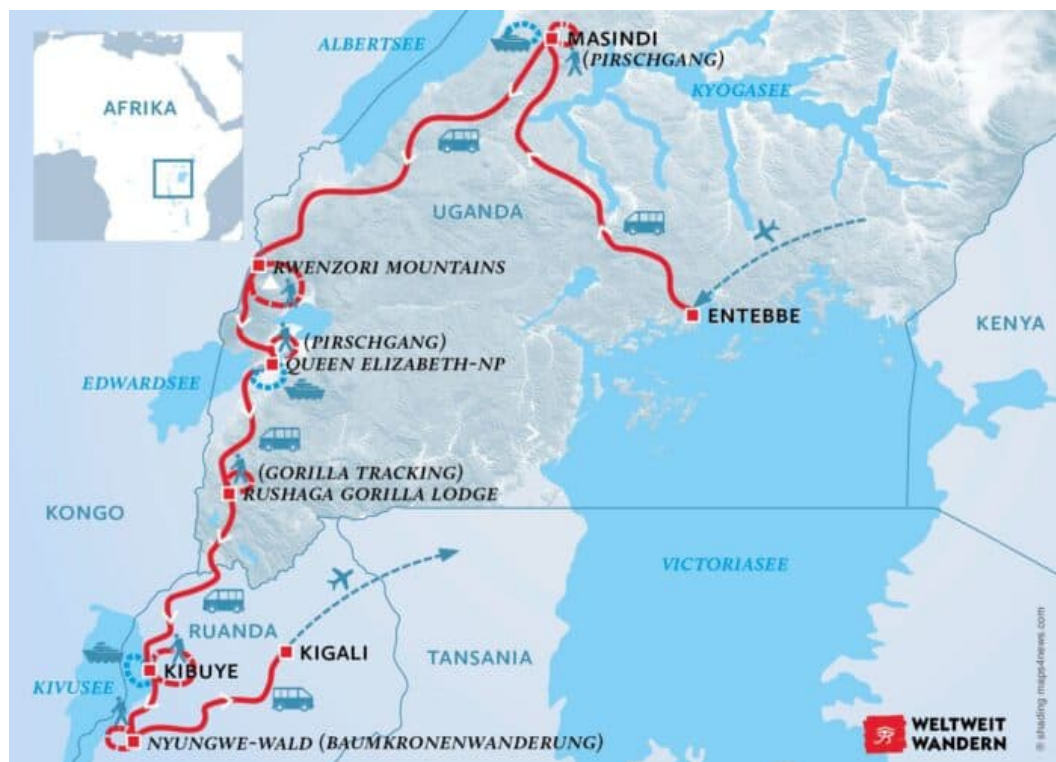 ALBERTSEE
MASINDI
(PIRSCHGANG)
KYOGASEE
AFRIKA
UGANDA
RWENZORI MOUNTAINS
ENTEBBE
KENYA
(PIRSCHGANG)
QUEEN ELIZABETH-NP
EDWARDSEE
(GORILLA TRACKING)
RUSHAGA GORILLA LODGE
KONGO
VICTORIASEE
RUANDA
KIGALI
TANSANIA
KIBUYE
KIVUSEE
NYUNGWE-WALD (BAUMKRONENWANDERUNG)
WELTWEIT
WANDERN
© shading maps4news.com